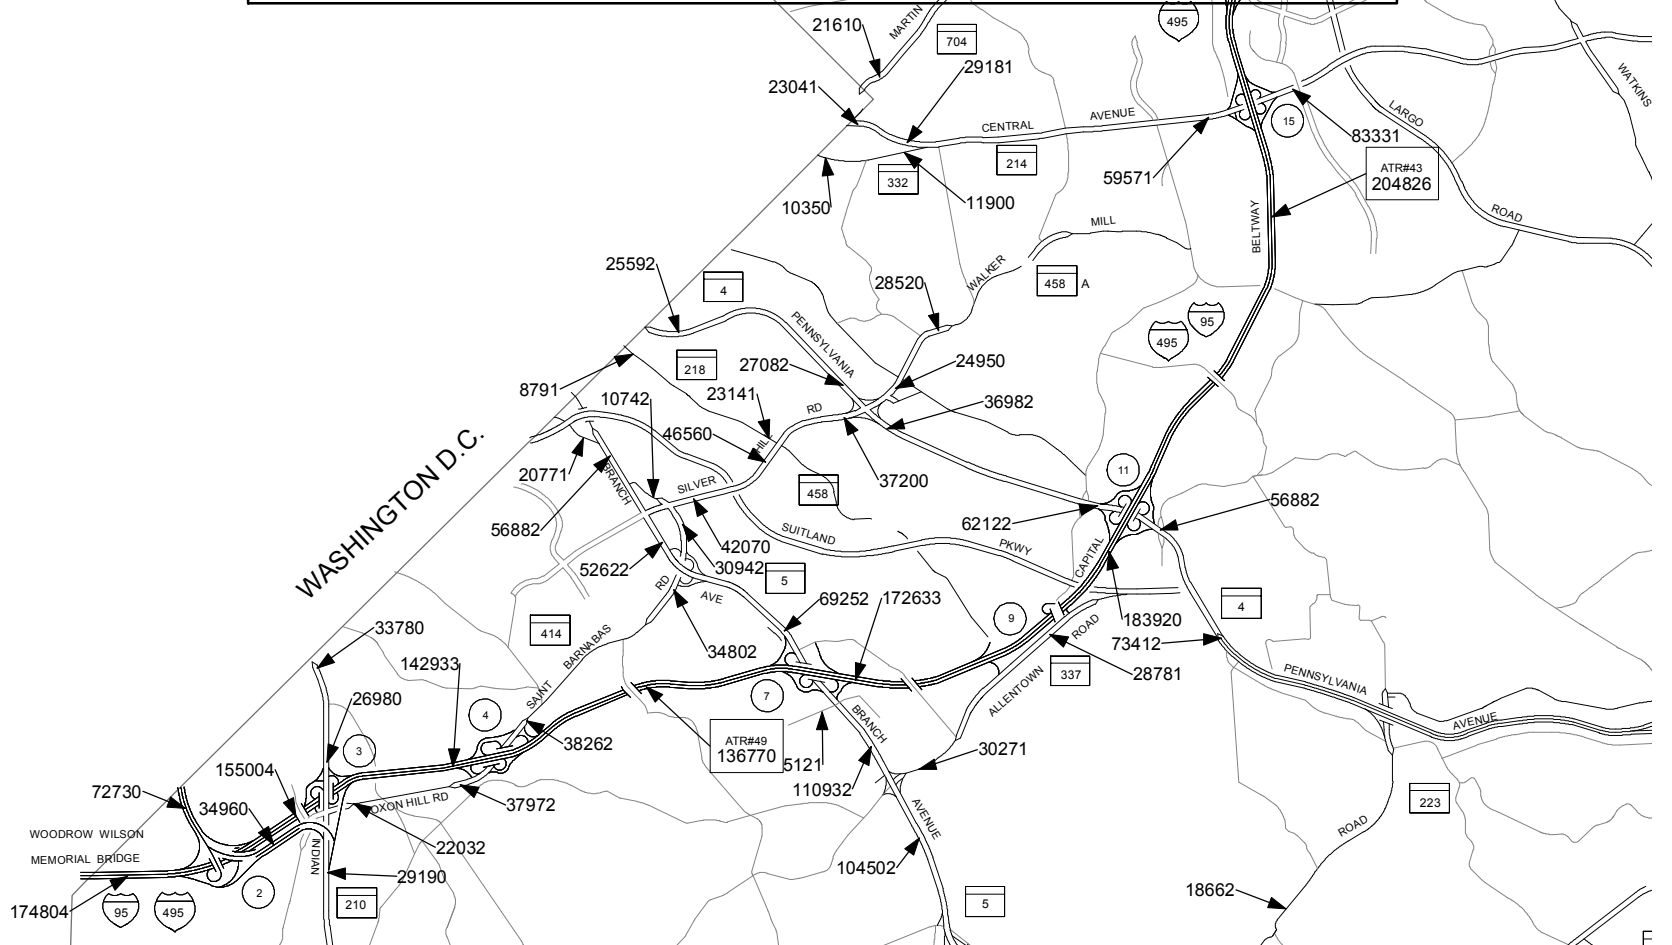 495
21610
MARTIN
704
29181
23041
CENTRAL
AVENUE
214
332
59571
15
83331
LARGO
WATKINS
ATR#43
204826
10350
11900
MILL
BELTWAY
ROAD
25592
4
28520
WALKER
458
A
495
95
PENNSYLVANIA
218
27082
24950
8791
10742
23141
RD
36982
46560
HIL
20771
BRANCH
SILVER
458
37200
11
WASHINGTON D.C.
56882
62122
56882
SUITLAND
PKWY
CAPITAL
42070
52622
30942
5
RD
AVE
69252
172633
9
183920
4
414
BARNABAS
33780
34802
ROAD
73412
28781
337
142933
SAINT
7
ALLENTOWN
PENNSYLVANIA
26980
4
BRANCH
AVENUE
3
38262
ATR#49
136770
5121
30271
155004
72730
34960
OXON HILL RD
37972
110932
223
WOODROW WILSON
MEMORIAL BRIDGE
22032
AVENUE
ROAD
INDIAN
29190
104502
174804
95
495
2
210
5
18662